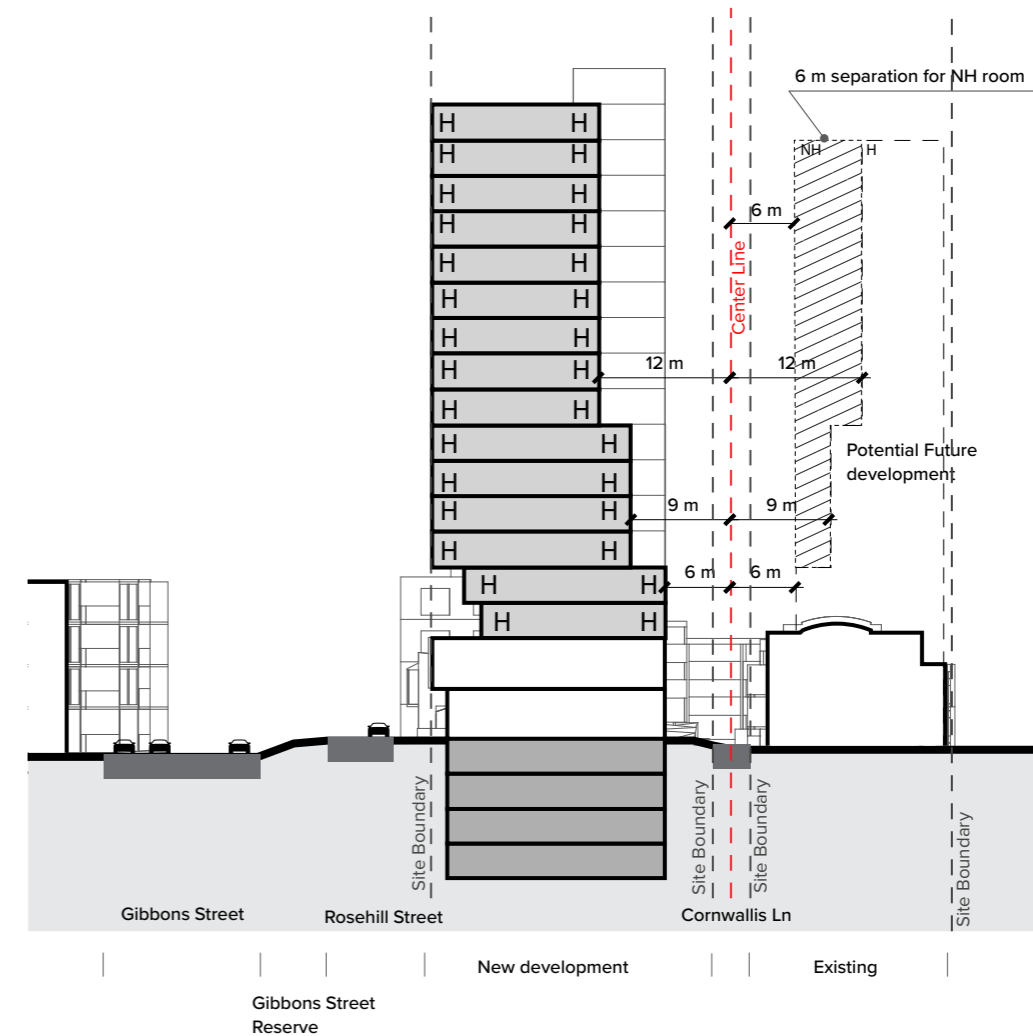 6 m separation for NH room
H H
NH H
H H
H H
H H
6 m
H H
Center Line
H H
H H
12 m 12 m
H H
H H
H H
Potential Future
development
H H
9 m 9 m
H H
H H
6 m 6 m
H H
H H
Site Boundary
Site Boundary
Site Boundary
Site Boundary
Gibbons Street
Rosehill Street
Cornwallis Ln
New development
Existing
Gibbons Street
Reserve